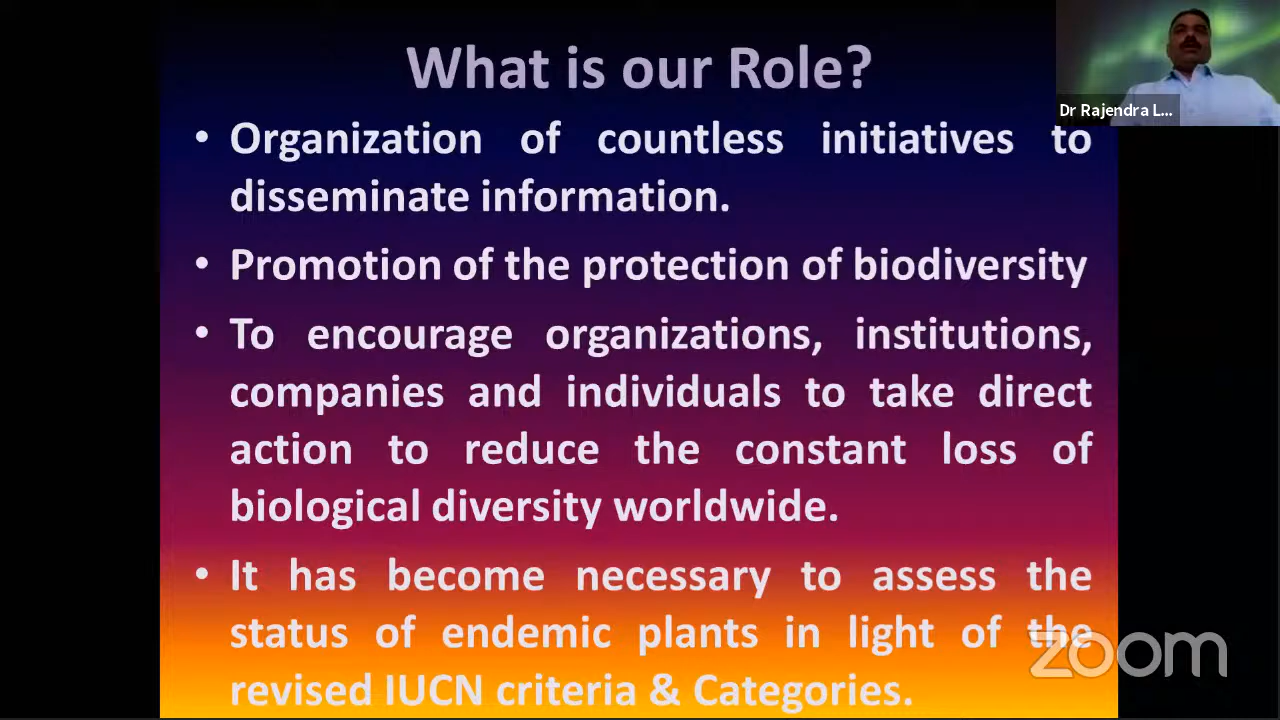 What is our Role?
Dr Rajendra L...
• Organization of countless initiatives to
disseminate information.
• Promotion of the protection of biodiversity
• To encourage organizations, institutions,
companies and individuals to take direct
action to reduce the constant loss of
biological diversity worldwide.
• It has become necessary to assess the
status of endemic plants in light of the
revised IUCN criteria & Categories.
zoom